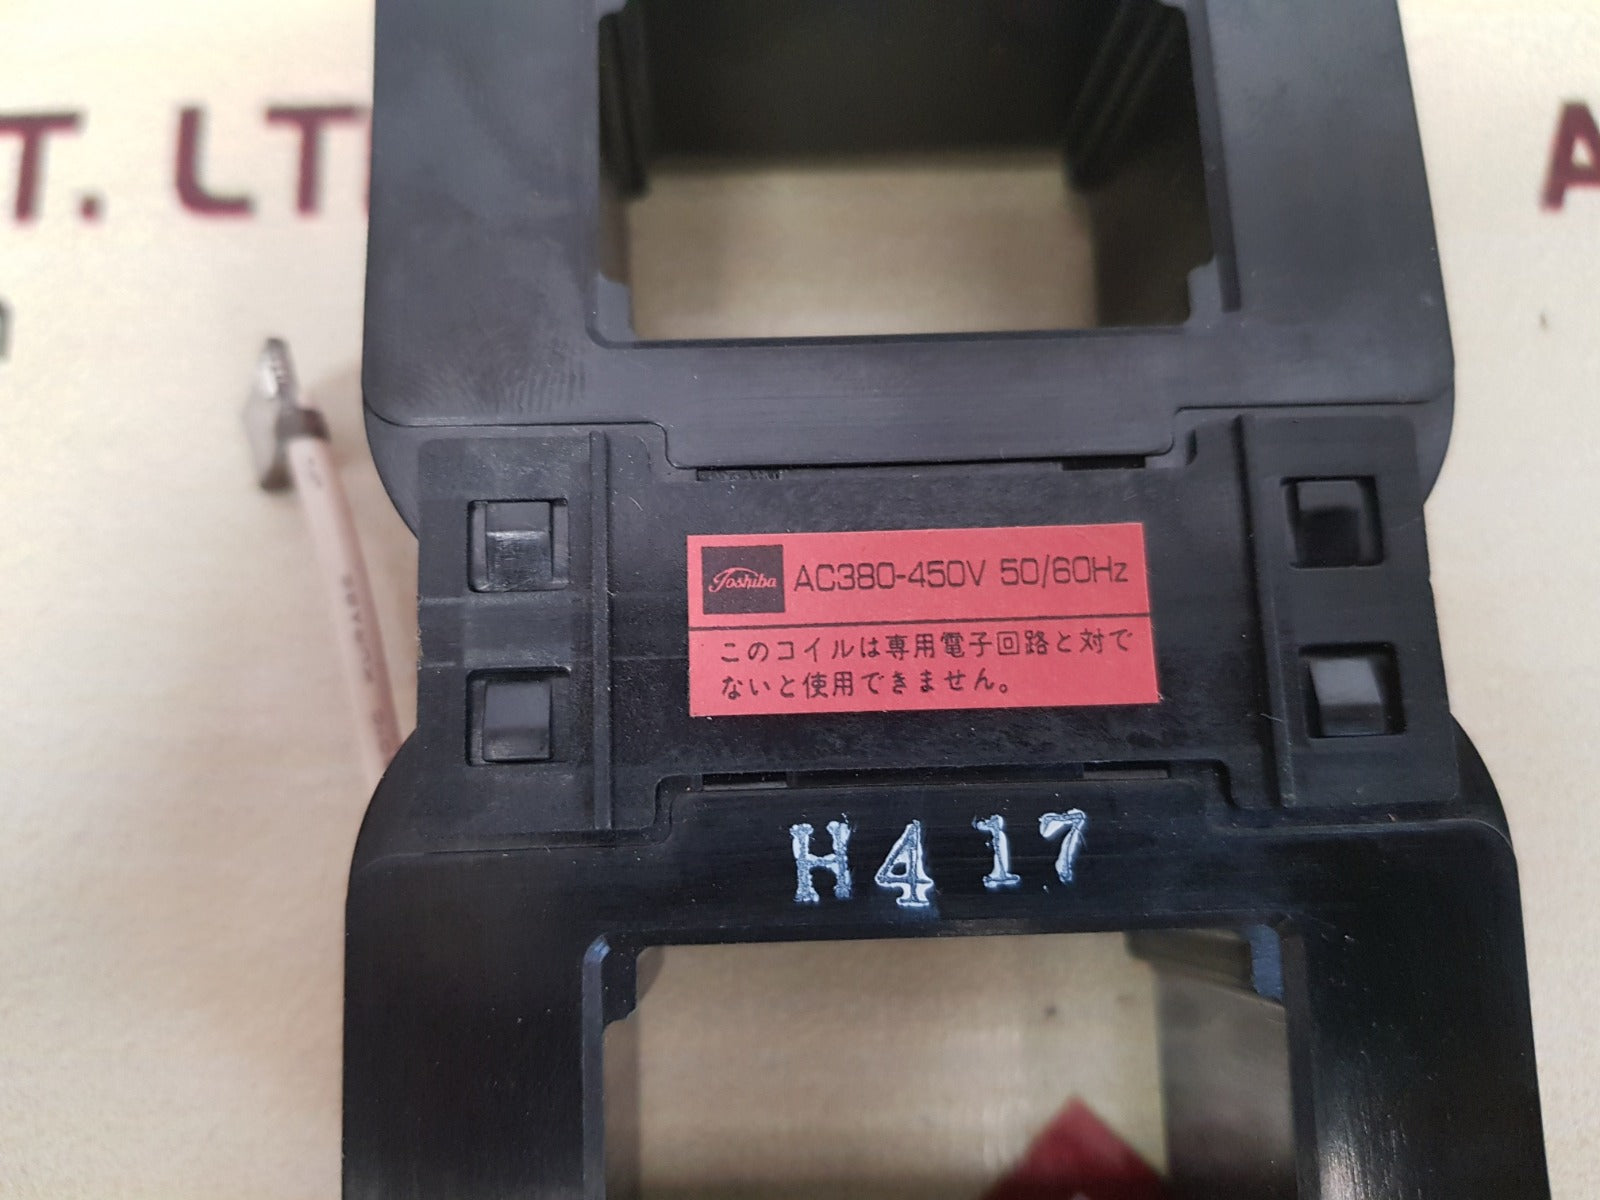 T. LT
A
Toshiba AC380-450V 50/60Hz
このコイルは専用電子回路と対で
ないと使用できません。
H417